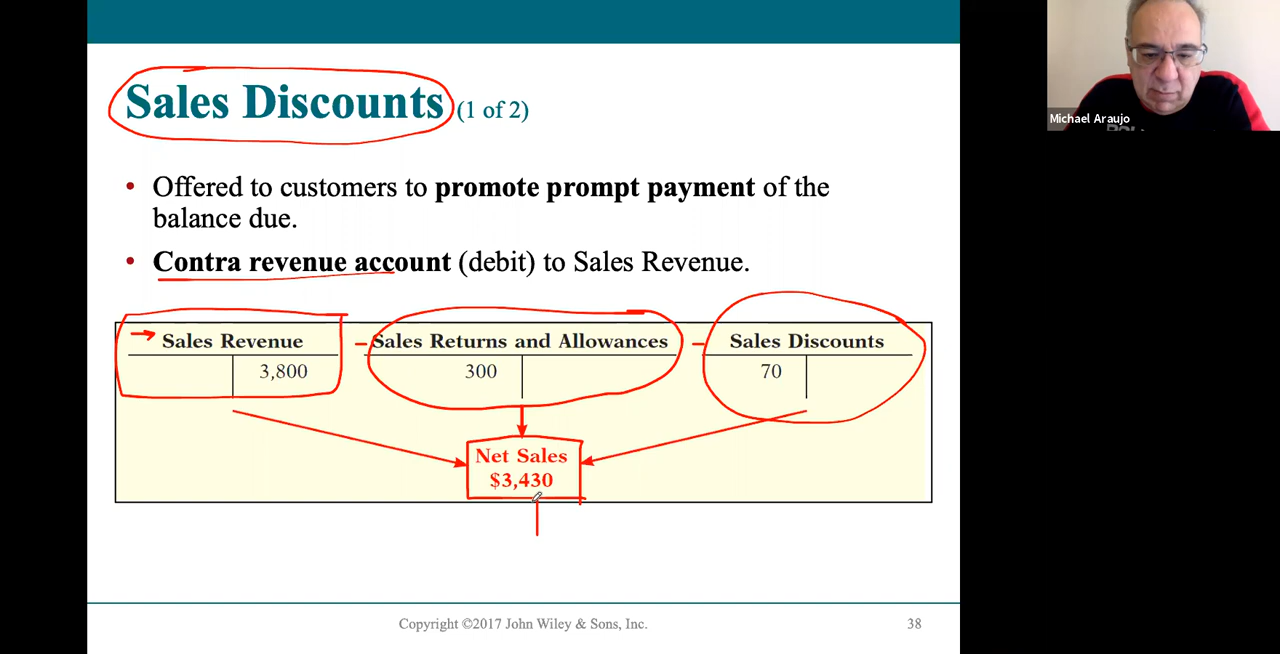 Sales Discounts (1 of 2)
Michael Araujo
• Offered to customers to promote prompt payment of the
balance due.
• Contra revenue account (debit) to Sales Revenue.
Sales Revenue
Sales Returns and Allowances
Sales Discounts
3,800
300
70
Net Sales
$3,430
Copyright ©2017 John Wiley & Sons, Inc.
38